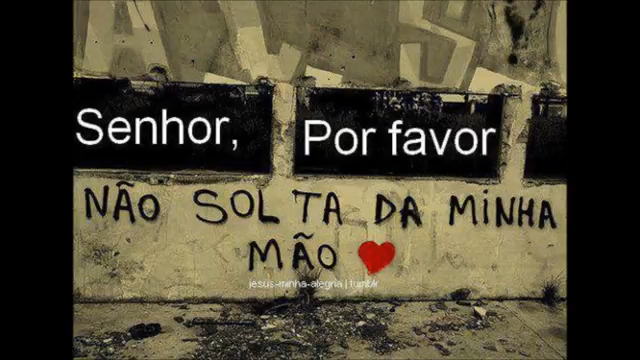 Senhor, Por favor
NÃO SOLTA DA MiNHA
MÃO
jesus-minha-alegria | tumblr